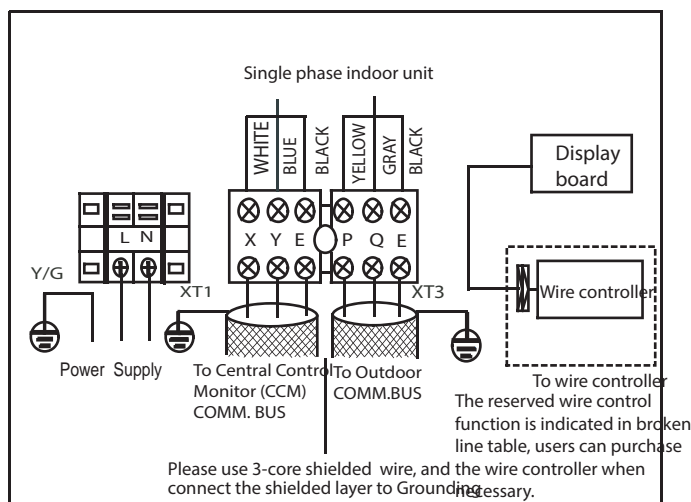 Single phase indoor unit
WHITE
BLUE
BLACK
YELLOW
GRAY
BLACK
Display
board
L N
X Y E P Q E
Y/G
XT1
XT3
Wire controller
Power Supply
To Central Control
Monitor (CCM)
COMM. BUS
To Outdoor
COMM.BUS
To wire controller
The reserved wire control
function is indicated in broken
line table, users can purchase
the wire controller when
necessary.
Please use 3-core shielded wire, and
connect the shielded layer to Grounding